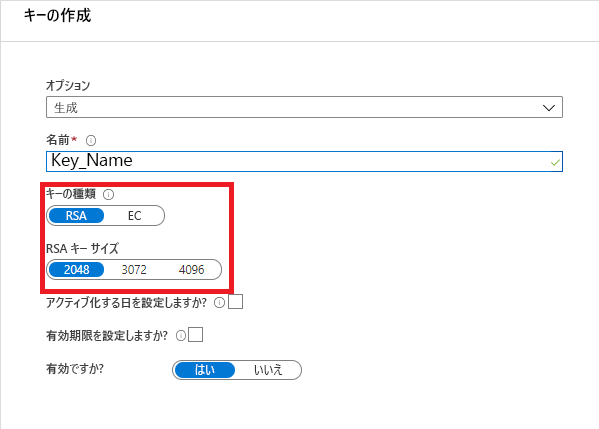 キーの作成
オプション
生成
名前*
Key_Name
キーの種類
RSA EC
RSA キー サイズ
2048 3072 4096
アクティブ化する日を設定しますか?
有効期限を設定しますか?
有効ですか? はい いいえ